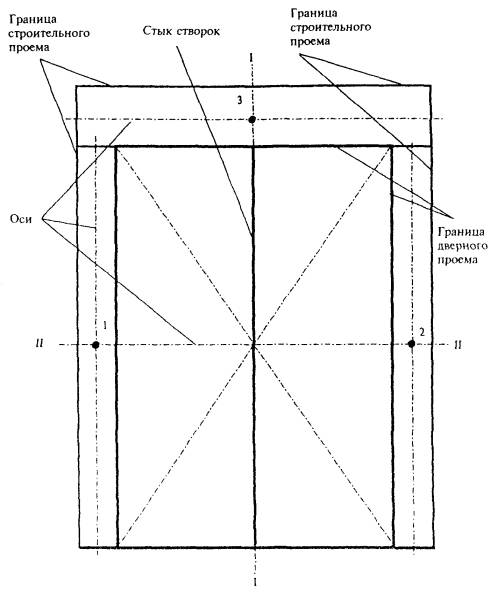 Граница
строительного
проема
Стык створок
Граница
строительного
проема
I
3
Оси
Граница
дверного
проема
1
2
II
II
I